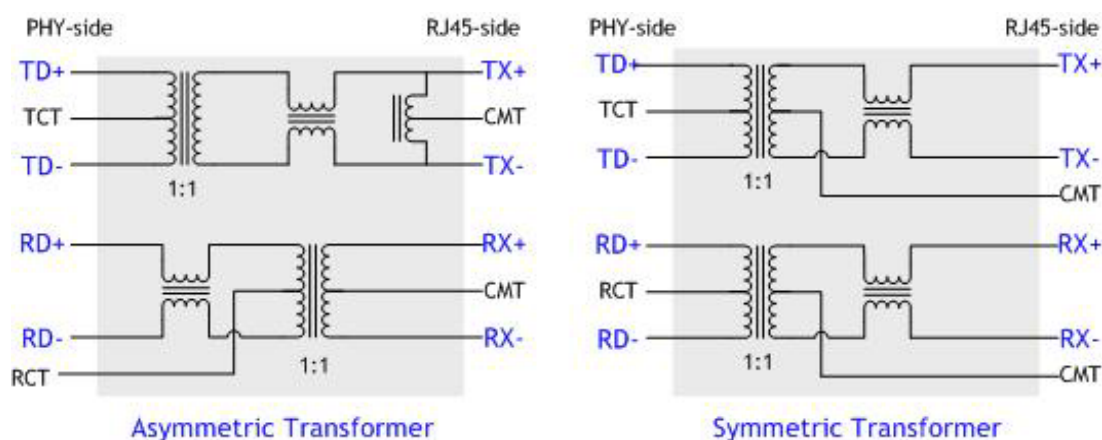 PHY-side RJ45-side
TD+ TX+
TCT CMT
TD- TX-
1:1
RD+ RX+
CMT
RD- RX-
RCT
1:1
Asymmetric Transformer
PHY-side RJ45-side
TD+ TX+
TCT
TD- TX-
1:1
CMT
RD+ RX+
RCT
RD- RX-
1:1
CMT
Symmetric Transformer